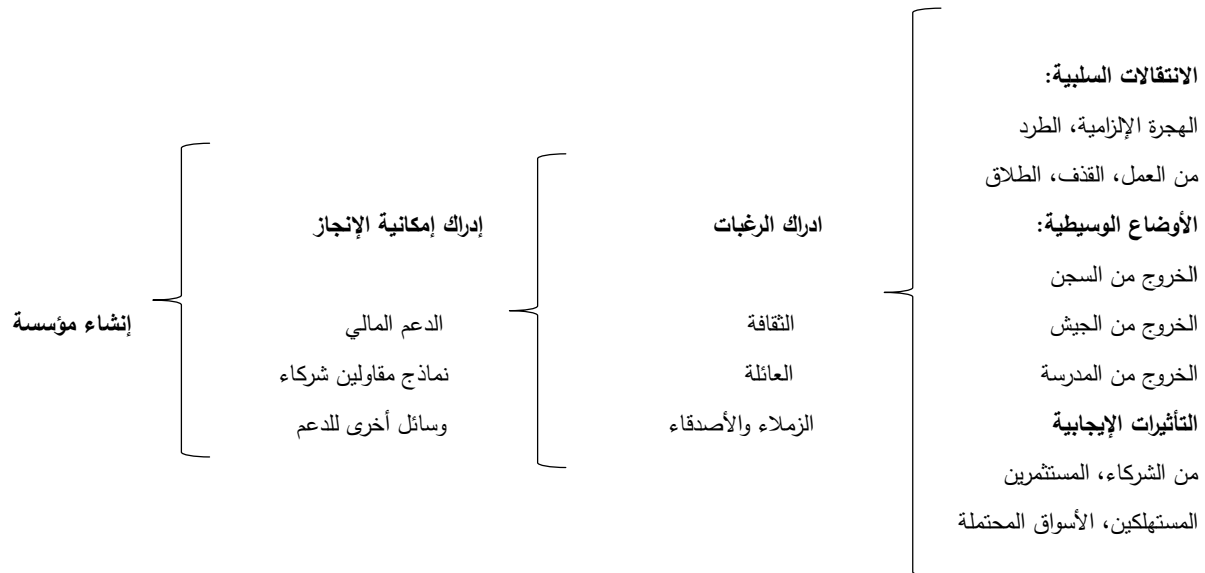 الانتقالات السلبية:
الهجرة الإلزامية، الطرد
من العمل، القذف، الطلاق
الأوضاع الوسيطية:
الخروج من السجن
الخروج من الجيش
الخروج من المدرسة
التأثيرات الإيجابية
من الشركاء، المستثمرين
المستهلكين، الأسواق المحتملة
ادراك الرغبات
الثقافة
العائلة
الزملاء والأصدقاء
إدراك إمكانية الإنجاز
الدعم المالي
نماذج مقاولين شركاء
وسائل أخرى للدعم
إنشاء مؤسسة